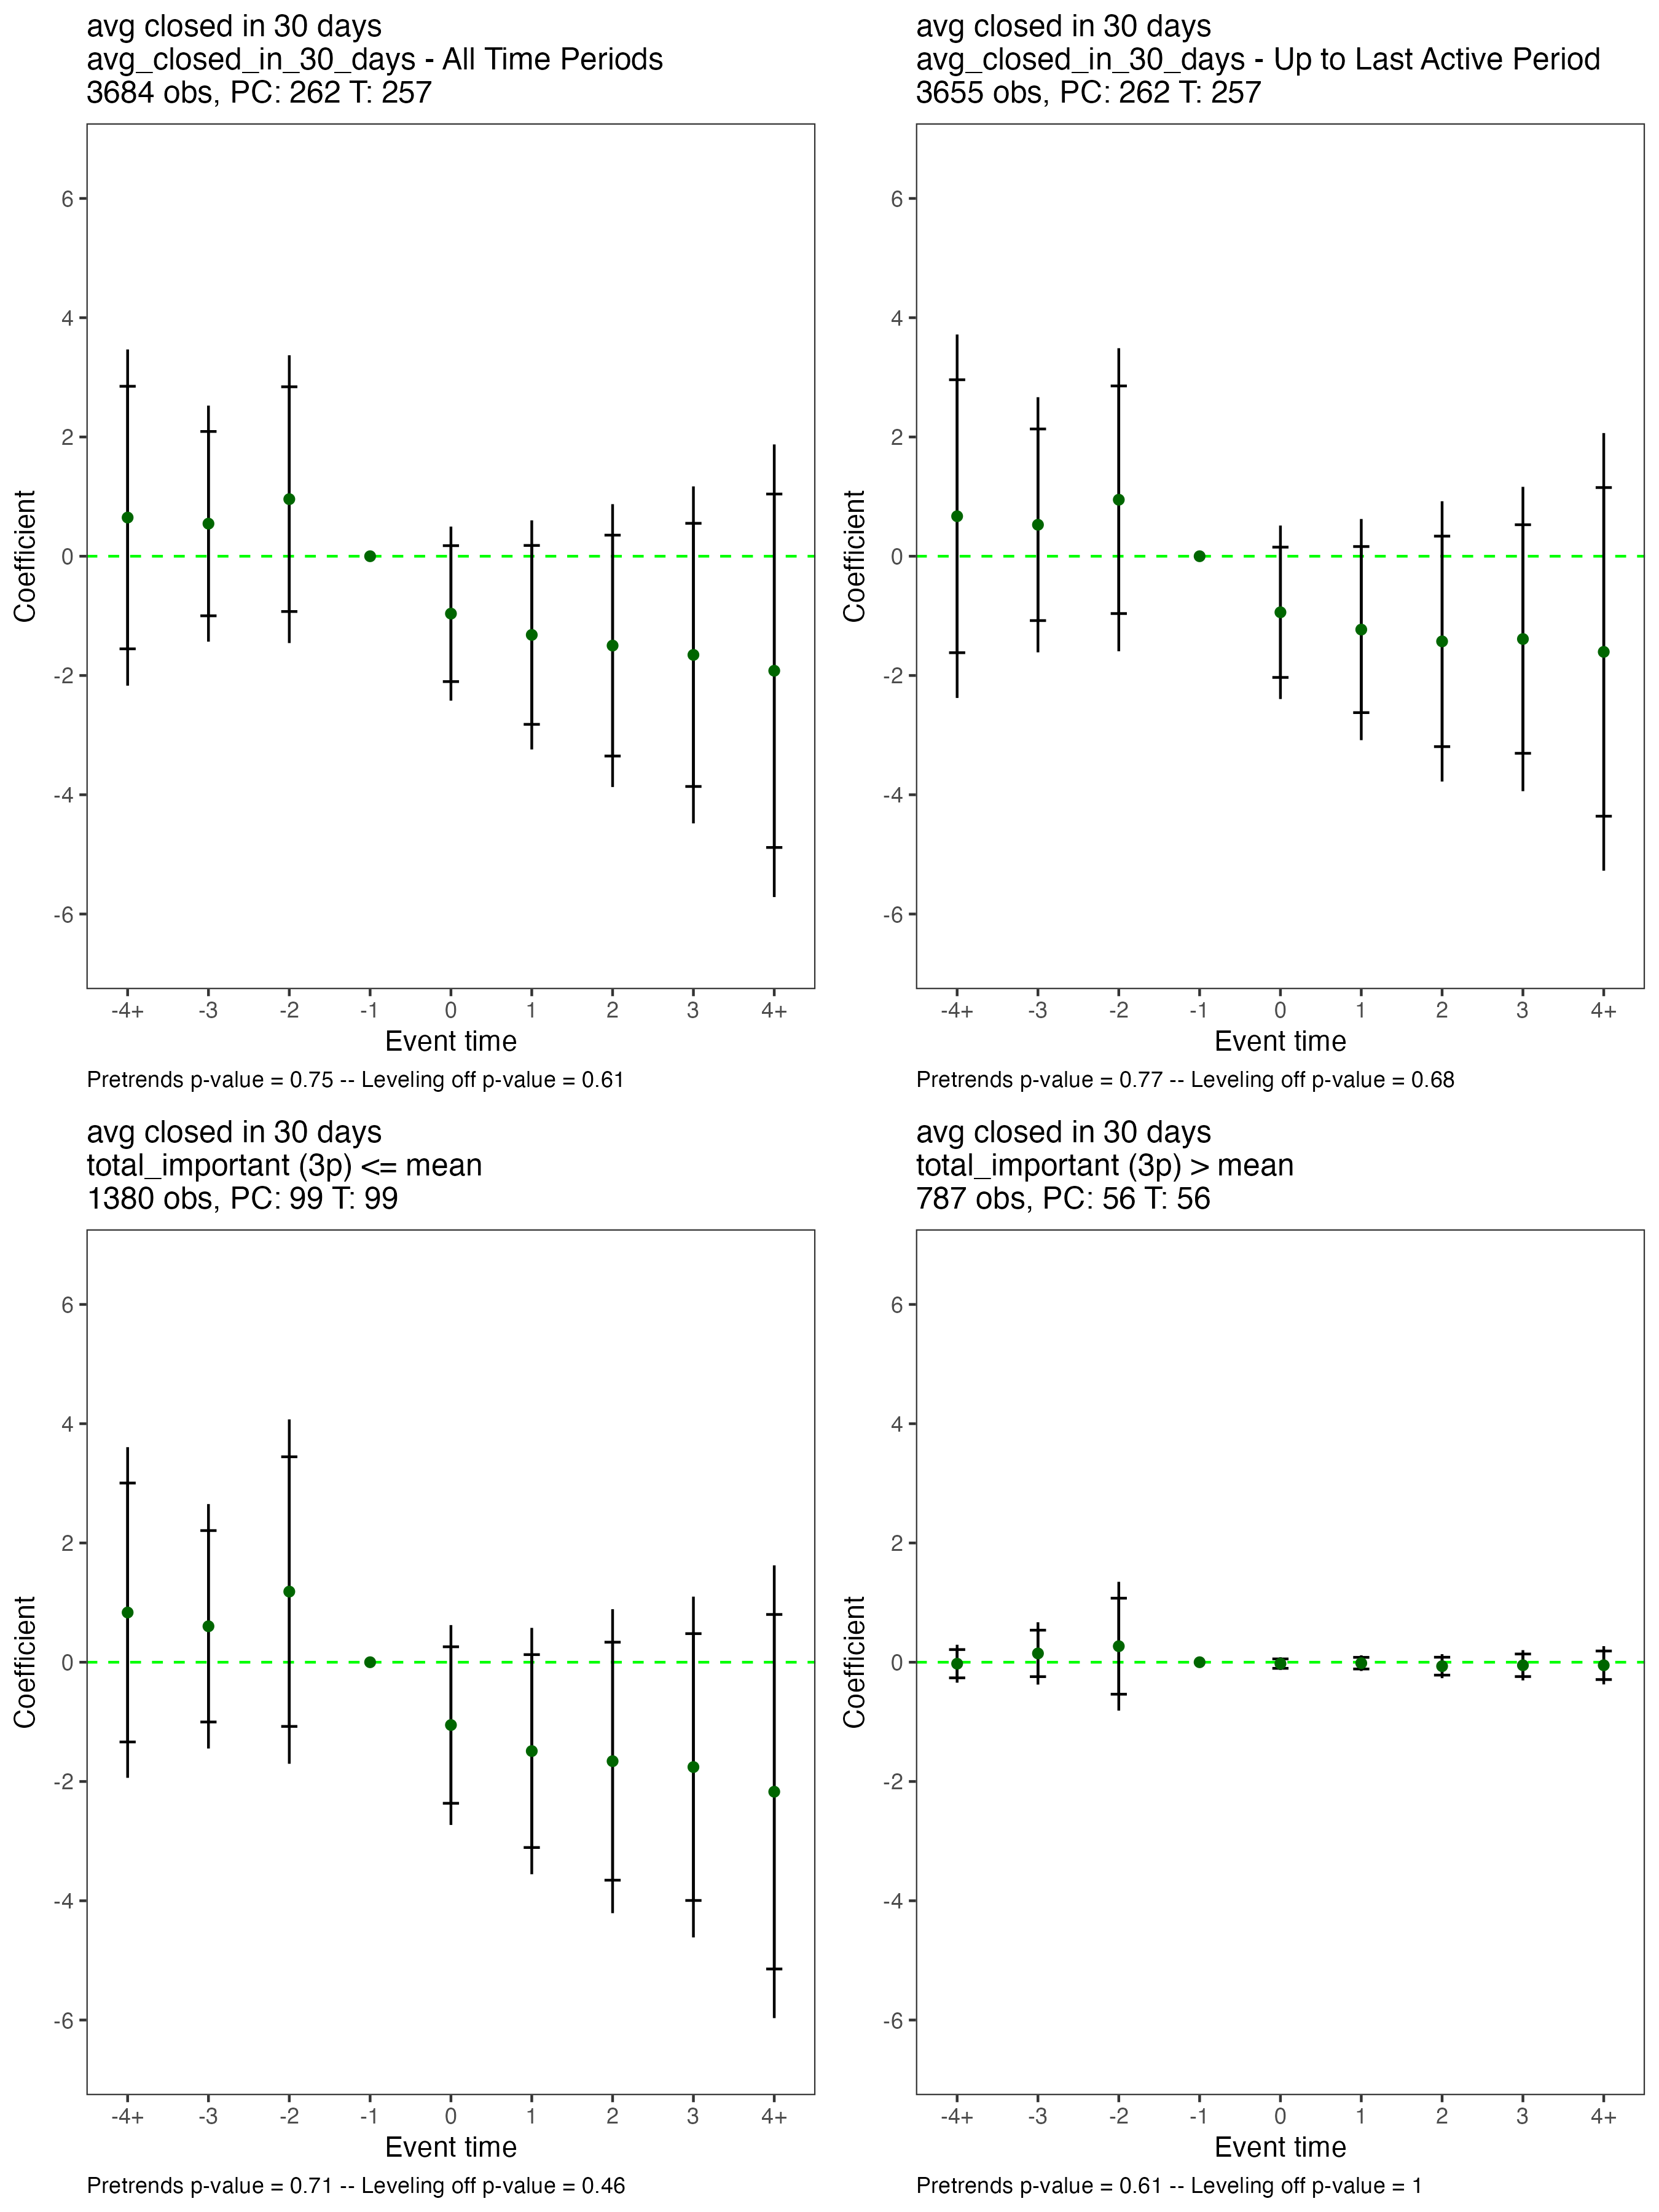 avg closed in 30 days
avg_closed_in_30_days - All Time Periods
3684 obs, PC: 262 T: 257
Coefficient
6
4
2
0
-2
-4
-6
-4+ -3 -2 -1 0 1 2 3 4+
Event time
Pretrends p-value = 0.75 -- Leveling off p-value = 0.61
avg closed in 30 days
avg_closed_in_30_days - Up to Last Active Period
3655 obs, PC: 262 T: 257
Coefficient
6
4
2
0
-2
-4
-6
-4+ -3 -2 -1 0 1 2 3 4+
Event time
Pretrends p-value = 0.77 -- Leveling off p-value = 0.68
avg closed in 30 days
total_important (3p) <= mean
1380 obs, PC: 99 T: 99
Coefficient
6
4
2
0
-2
-4
-6
-4+ -3 -2 -1 0 1 2 3 4+
Event time
Pretrends p-value = 0.71 -- Leveling off p-value = 0.46
avg closed in 30 days
total_important (3p) > mean
787 obs, PC: 56 T: 56
Coefficient
6
4
2
0
-2
-4
-6
-4+ -3 -2 -1 0 1 2 3 4+
Event time
Pretrends p-value = 0.61 -- Leveling off p-value = 1